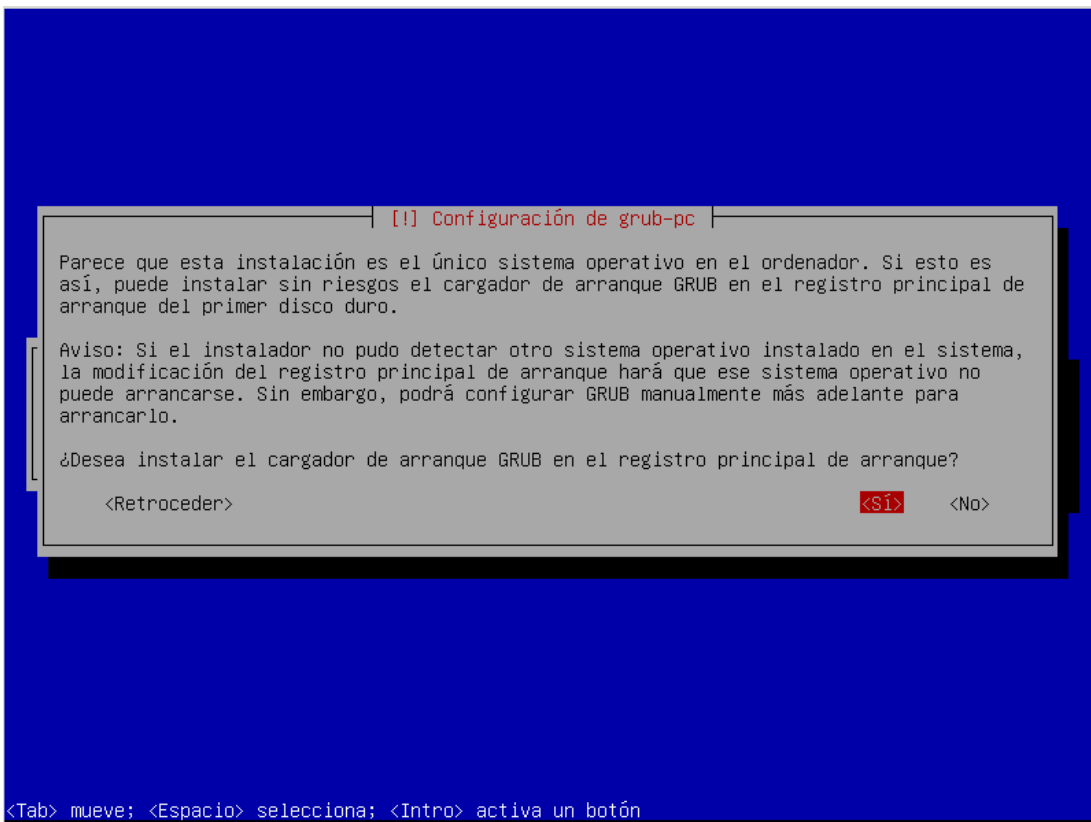 [!] Configuración de grub-pc
Parece que esta instalación es el único sistema operativo en el ordenador. Si esto es
así, puede instalar sin riesgos el cargador de arranque GRUB en el registro principal de
arranque del primer disco duro.
Aviso: Si el instalador no pudo detectar otro sistema operativo instalado en el sistema,
la modificación del registro principal de arranque hará que ese sistema operativo no
puede arrancarse. Sin embargo, podrá configurar GRUB manualmente más adelante para
arrancarlo.
¿Desea instalar el cargador de arranque GRUB en el registro principal de arranque?
<Retroceder> <Sí> <No>
<Tab> mueve; <Espacio> selecciona; <Intro> activa un botón